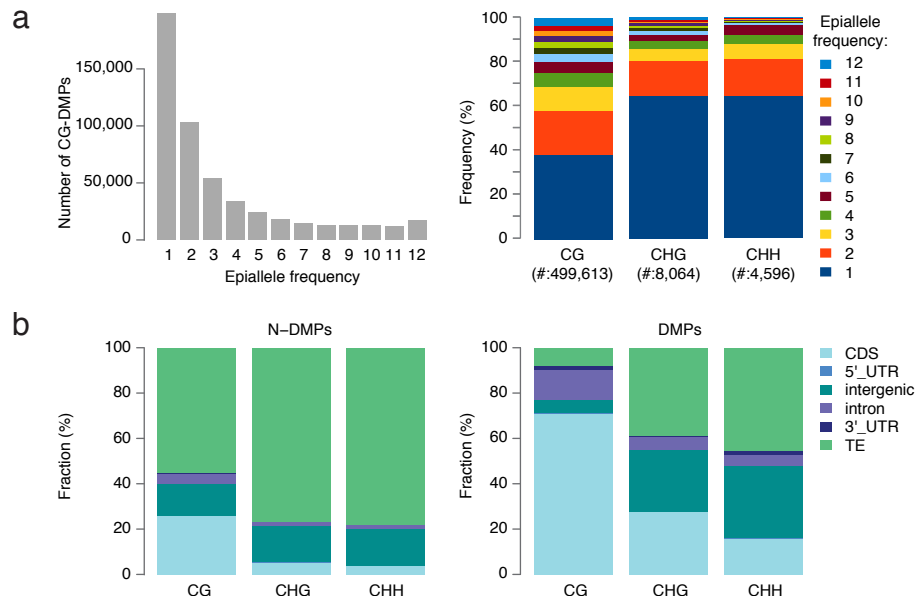 a
Number of CG-DMPs
150,000
100,000
50,000
0
1 2 3 4 5 6 7 8 9 10 11 12
Epiallele frequency
Frequency (%)
100
80
60
40
20
0
CG
(#:499,613)
CHG
(#:8,064)
CHH
(#:4,596)
Epiallele
frequency:
12
11
10
9
8
7
6
5
4
3
2
1
b
N–DMPs
Fraction (%)
100
80
60
40
20
0
CG CHG CHH
DMPs
Fraction (%)
100
80
60
40
20
0
CG CHG CHH
CDS
5'_UTR
intergenic
intron
3'_UTR
TE